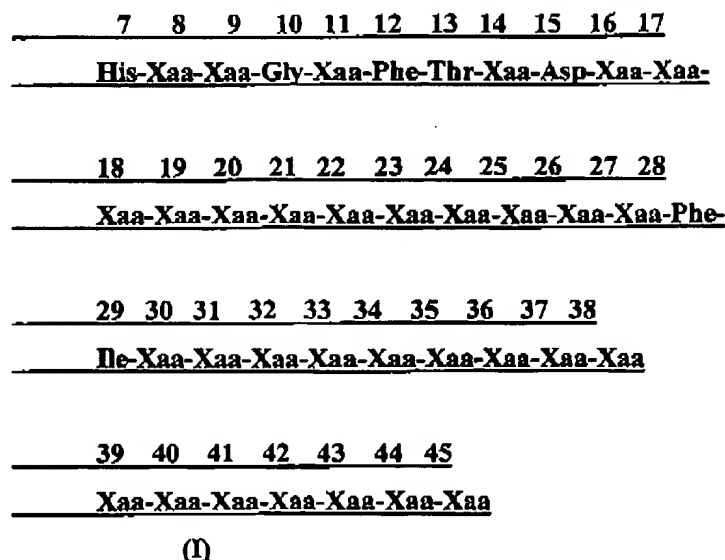 7 8 9 10 11 12 13 14 15 16 17
His-Xaa-Xaa-Gly-Xaa-Phe-Thr-Xaa-Asp-Xaa-Xaa-
18 19 20 21 22 23 24 25 26 27 28
Xaa-Xaa-Xaa-Xaa-Xaa-Xaa-Xaa-Xaa-Xaa-Xaa-Phe-
29 30 31 32 33 34 35 36 37 38
Ile-Xaa-Xaa-Xaa-Xaa-Xaa-Xaa-Xaa-Xaa-Xaa
39 40 41 42 43 44 45
Xaa-Xaa-Xaa-Xaa-Xaa-Xaa-Xaa
(I)